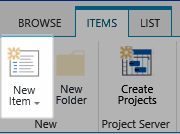 BROWSE
ITEMS
LIST
New
Item
New
Folder
Create
Projects
New
Project Server